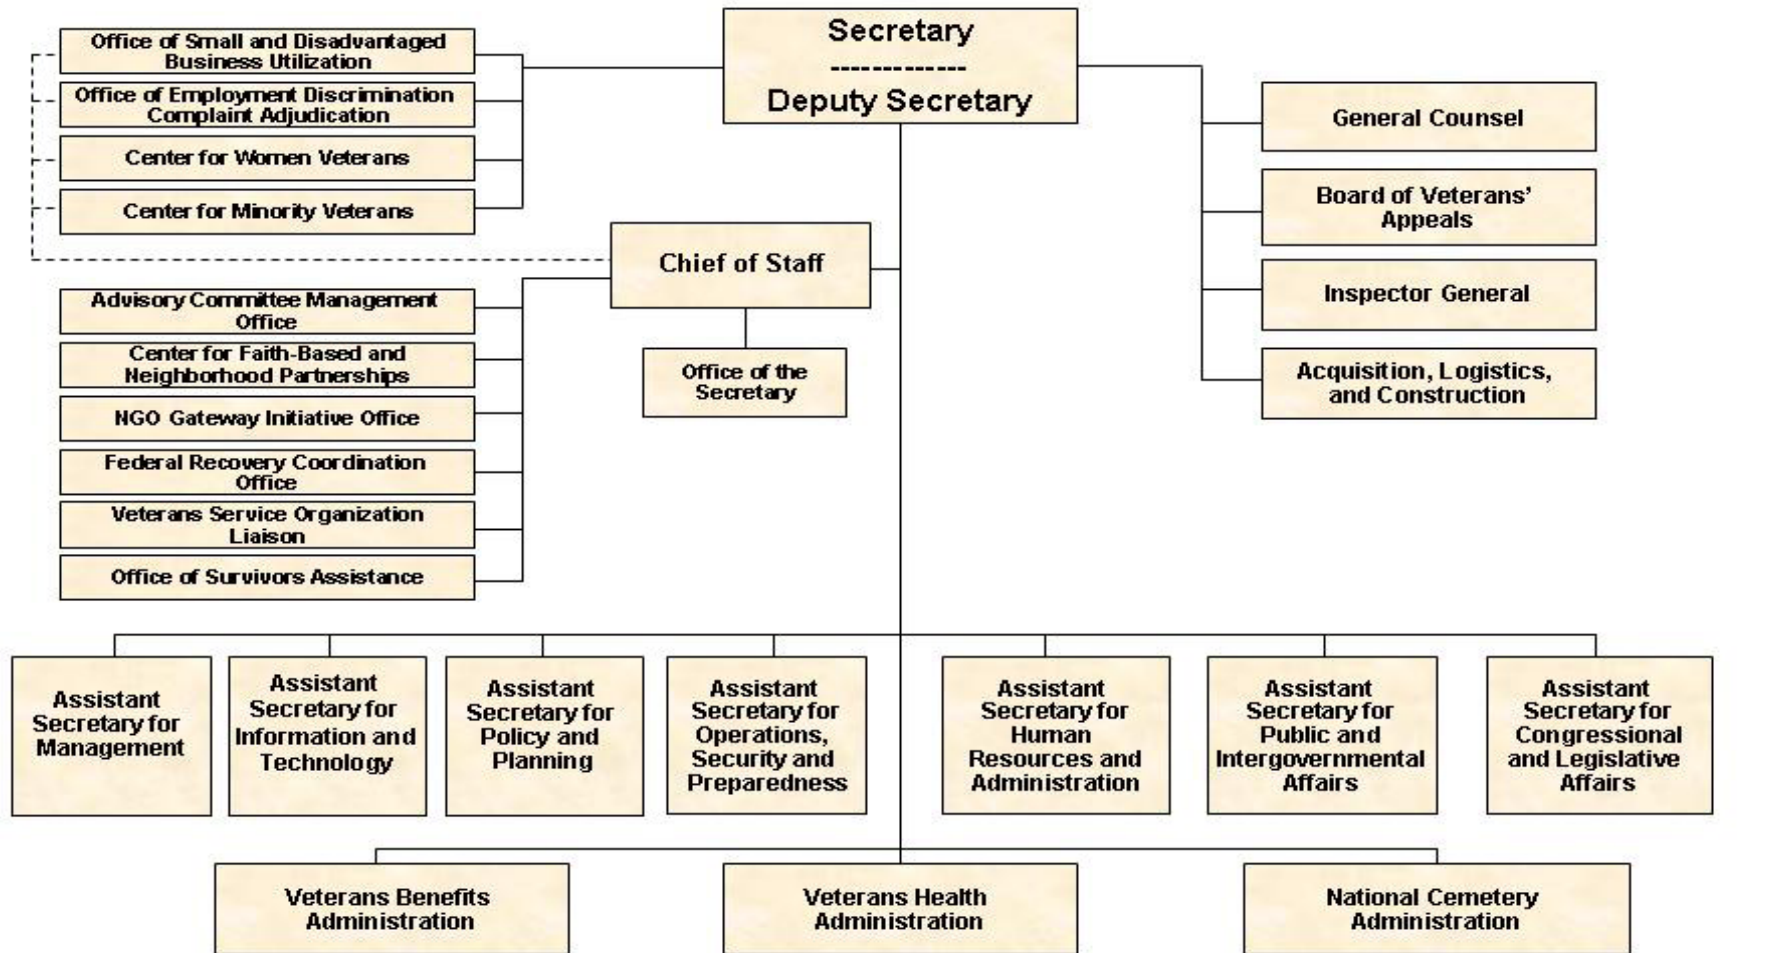 Secretary
-------------
Deputy Secretary
Office of Small and Disadvantaged
Business Utilization
Office of Employment Discrimination
Complaint Adjudication
Center for Women Veterans
Center for Minority Veterans
General Counsel
Board of Veterans’
Appeals
Inspector General
Acquisition, Logistics,
and Construction
Chief of Staff
Office of the
Secretary
Advisory Committee Management
Office
Center for Faith-Based and
Neighborhood Partnerships
NGO Gateway Initiative Office
Federal Recovery Coordination
Office
Veterans Service Organization
Liaison
Office of Survivors Assistance
Assistant
Secretary for
Management
Assistant
Secretary for
Information and
Technology
Assistant
Secretary for
Policy and
Planning
Assistant
Secretary for
Operations,
Security and
Preparedness
Assistant
Secretary for
Human
Resources and
Administration
Assistant
Secretary for
Public and
Intergovernmental
Affairs
Assistant
Secretary for
Congressional
and Legislative
Affairs
Veterans Benefits
Administration
Veterans Health
Administration
National Cemetery
Administration